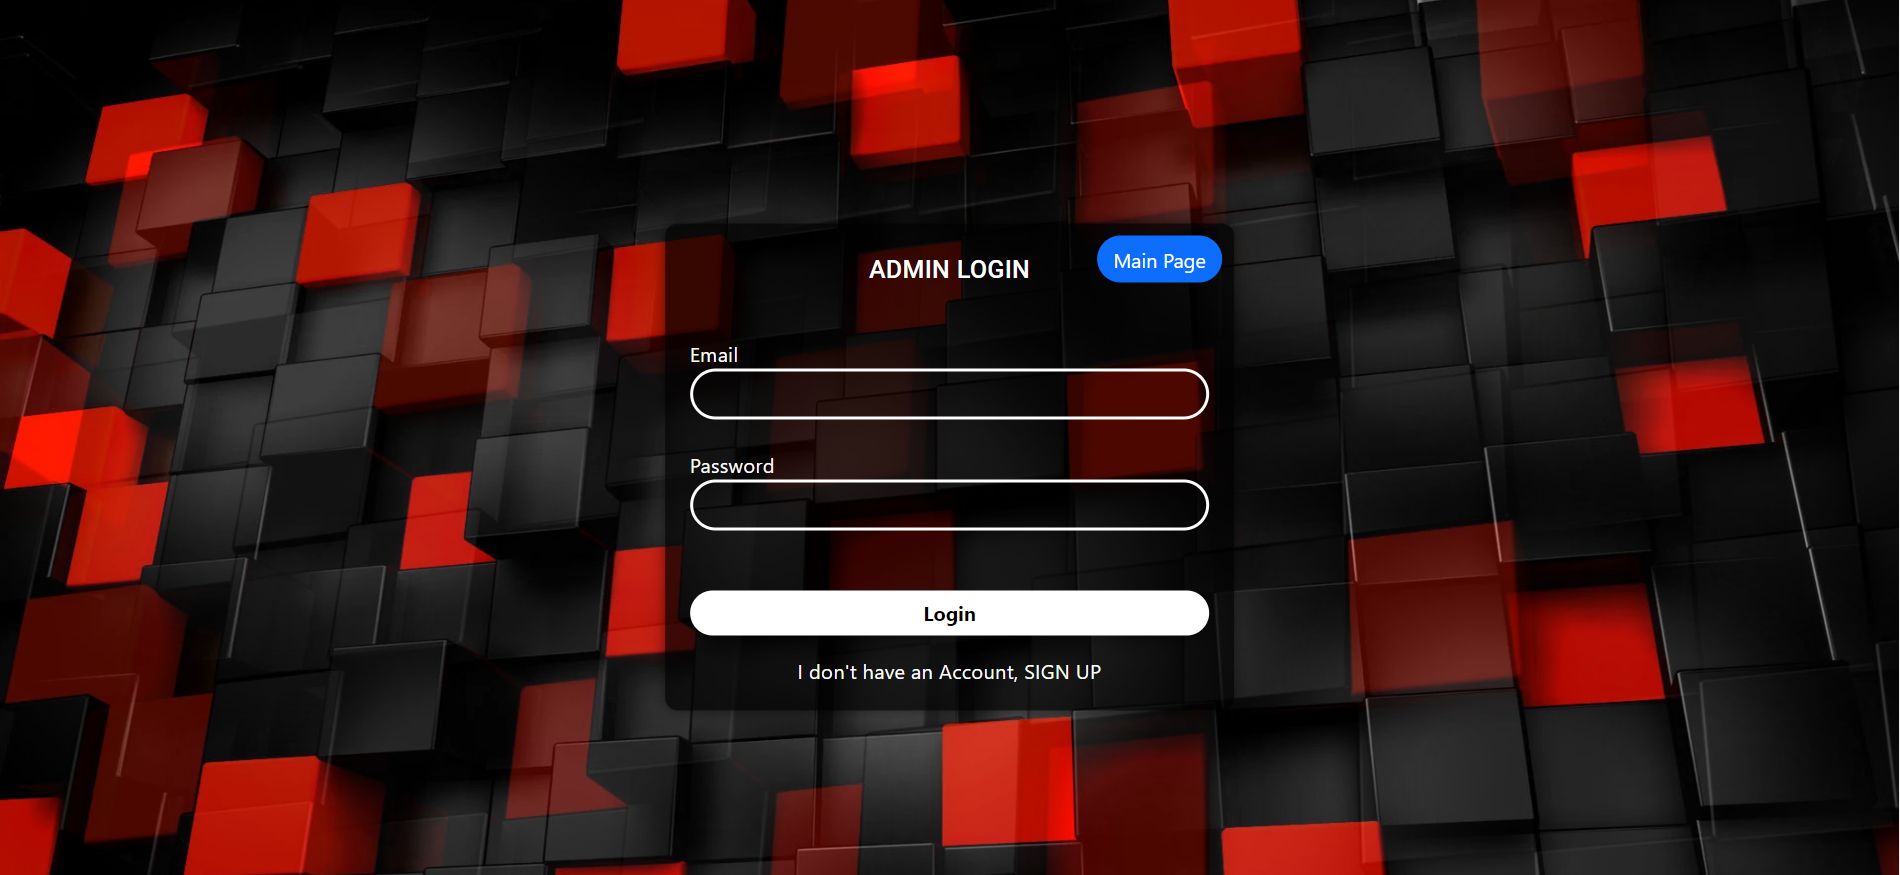 ADMIN LOGIN
Main Page
Email
Password
Login
I don't have an Account, SIGN UP